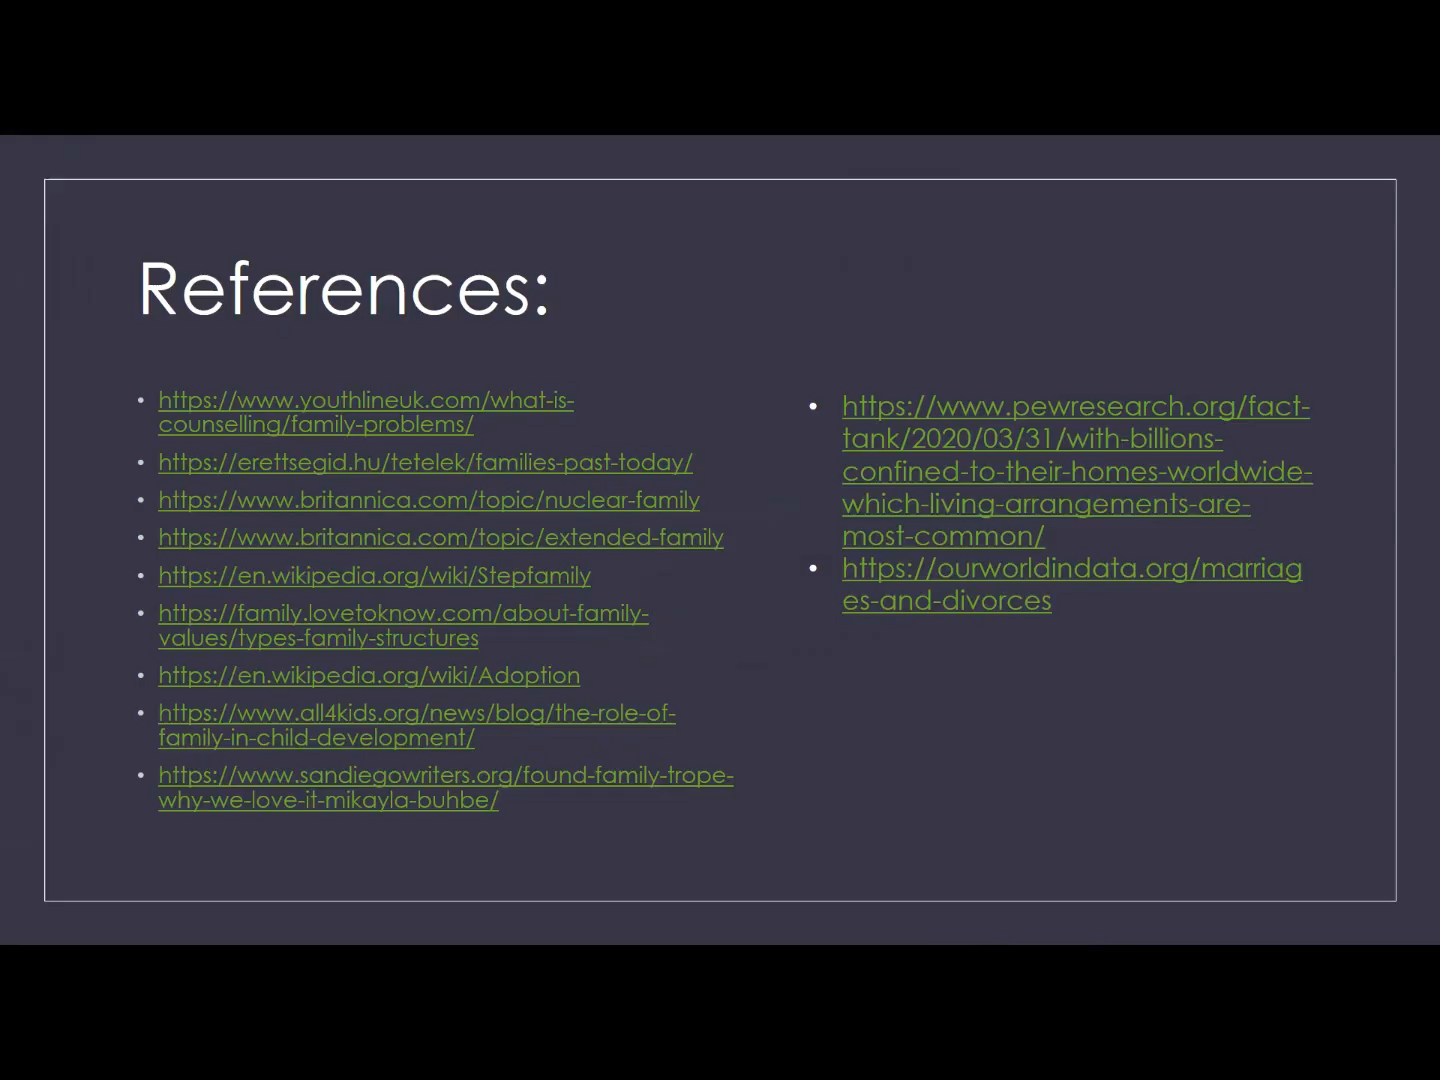 References:
• https://www.youthlineuk.com/what-is-
counselling/family-problems/
• https://erettsegid.hu/tetelek/families-past-today/
• https://www.britannica.com/topic/nuclear-family
• https://www.britannica.com/topic/extended-family
• https://en.wikipedia.org/wiki/Stepfamily
• https://family.lovetoknow.com/about-family-
values/types-family-structures
• https://en.wikipedia.org/wiki/Adoption
• https://www.all4kids.org/news/blog/the-role-of-
family-in-child-development/
• https://www.sandiegowriters.org/found-family-trope-
why-we-love-it-mikayla-buhbe/
• https://www.pewresearch.org/fact-
tank/2020/03/31/with-billions-
confined-to-their-homes-worldwide-
which-living-arrangements-are-
most-common/
• https://ourworldindata.org/marriag
es-and-divorces